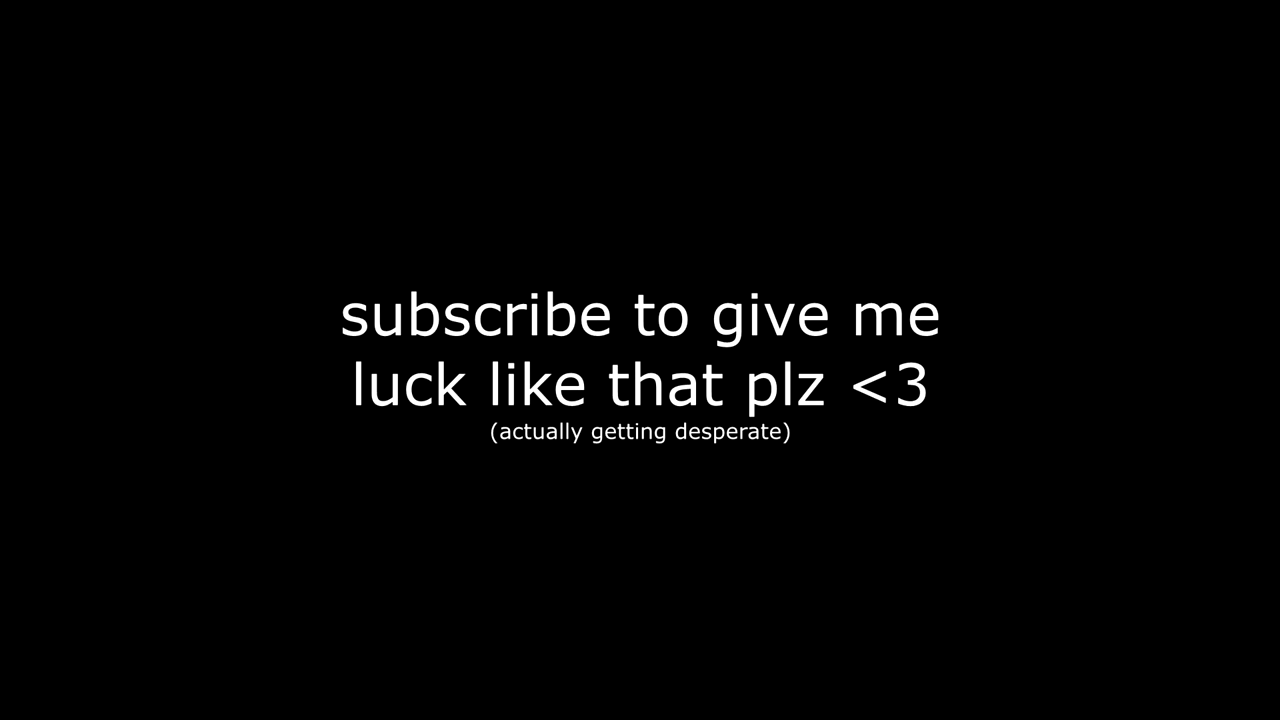 subscribe to give me
luck like that plz <3
(actually getting desperate)